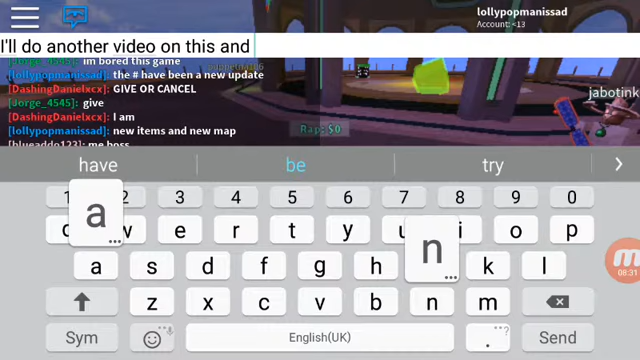 lollypopmanissad
Account: <13
I'll do another video on this and
[Jorge_4545]: im bored this game
[lollypopmanissad]: the # have been a new update
[DashingDanielxcx]: GIVE OR CANCEL
[Jorge_4545]: give
[DashingDanielxcx]: I am
[lollypopmanissad]: new items and new map
[blueaddo123]: me boss
jabotink
Rap: $0
have be try
1 2 3 4 5 6 7 8 9 0
w e r t y u i o p
a
n
a s d f g h k l
z x c v b n m
Sym English(UK) Send
08:31